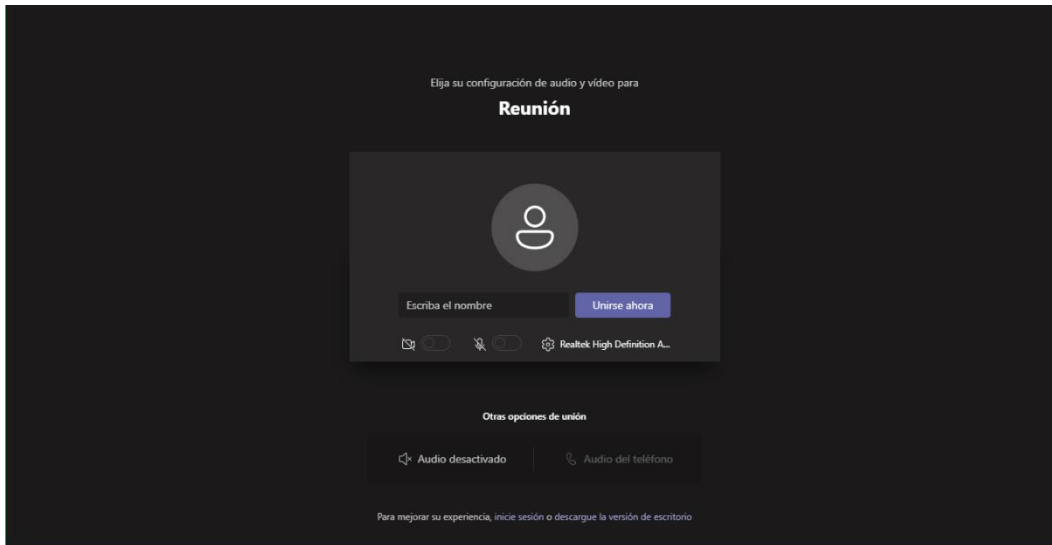 Elija su configuración de audio y vídeo para
Reunión
Escriba el nombre
Unirse ahora
Realtek High Definition A...
Otras opciones de unión
Audio desactivado
Audio del teléfono
Para mejorar su experiencia, inicie sesión o descargue la versión de escritorio